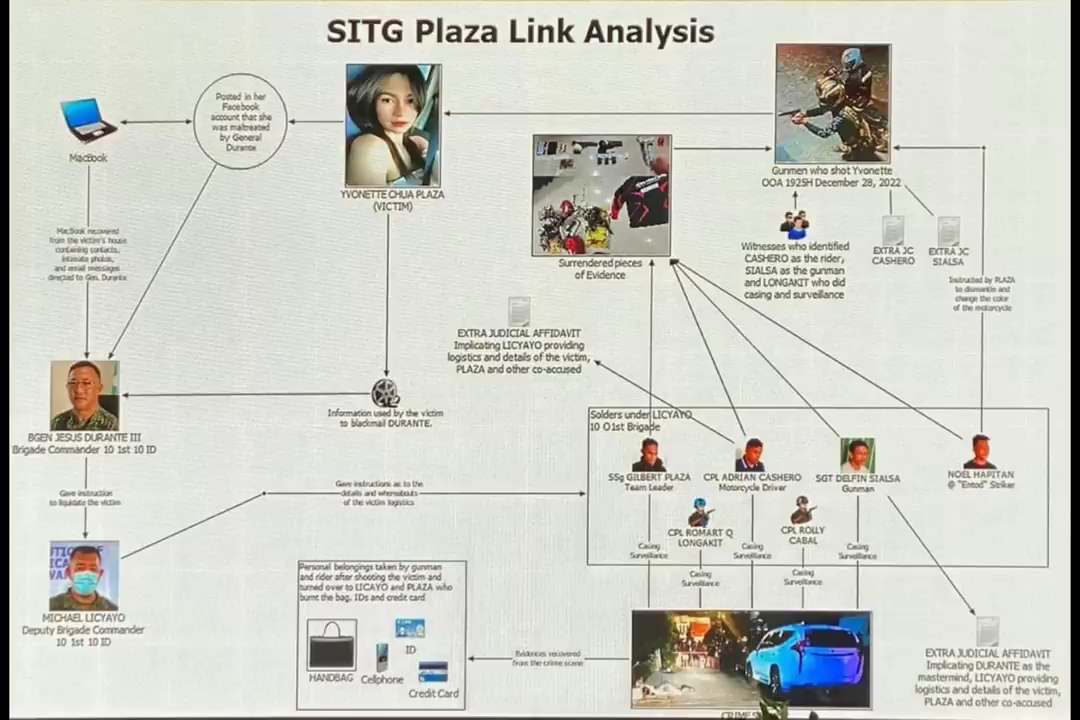 SITG Plaza Link Analysis
Posted in her
Facebook
account that she
was maltreated
by General
Durante.
MacBook
YVONETTE CHUA PLAZA
(VICTIM)
Gunmen who shot Yvonette
OOA 1925H December 28, 2022
Surrendered pieces
of Evidence
Witnesses who identified
CASHERO as the rider,
SIALSA as the gunman
and LONGAKIT who did
casing and surveillance
EXTRA JC
CASHERO
EXTRA JC
SIALSA
MacBook recovered
from the victim's house
containing contacts,
intimate photos,
and email messages
directed to Gen. Durante
Instructed by PLAZA
to dismantle and
change the color
of the motorcycle
EXTRA JUDICIAL AFFIDAVIT
Implicating LICYAYO providing
logistics and details of the victim,
PLAZA and other co-accused
Information used by the victim
to blackmail DURANTE.
BGEN JESUS DURANTE III
Brigade Commander 10 1st 10 ID
Solders under LICYAYO
10 O1st Brigade
SSg GILBERT PLAZA
Team Leader
CPL ADRIAN CASHERO
Motorcycle Driver
SGT DELFIN SIALSA
Gunman
NOEL HAPITAN
@ "Entod" Striker
Gave instruction
to liquidate the victim
Gave instructions as to the
details and whereabouts
of the victim logistics
CPL ROMART Q
LONGAKIT
CPL ROLLY
CABAL
Casing
Surveillance
Casing
Surveillance
Casing
Surveillance
Casing
Surveillance
Casing
Surveillance
MICHAEL LICYAYO
Deputy Brigade Commander
10 1st 10 ID
Personal belongings taken by gunman
and rider after shooting the victim and
turned over to LICAYO and PLAZA who
burnt the bag, IDs and credit card
HANDBAG
Cellphone
ID
Credit Card
Evidences recovered
from the crime scene
EXTRA JUDICIAL AFFIDAVIT
Implicating DURANTE as the
mastermind, LICYAYO providing
logistics and details of the victim,
PLAZA and other co-accused